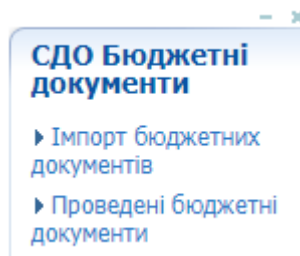 СДО Бюджетні
документи
Імпорт бюджетних
документів
Проведені бюджетні
документи